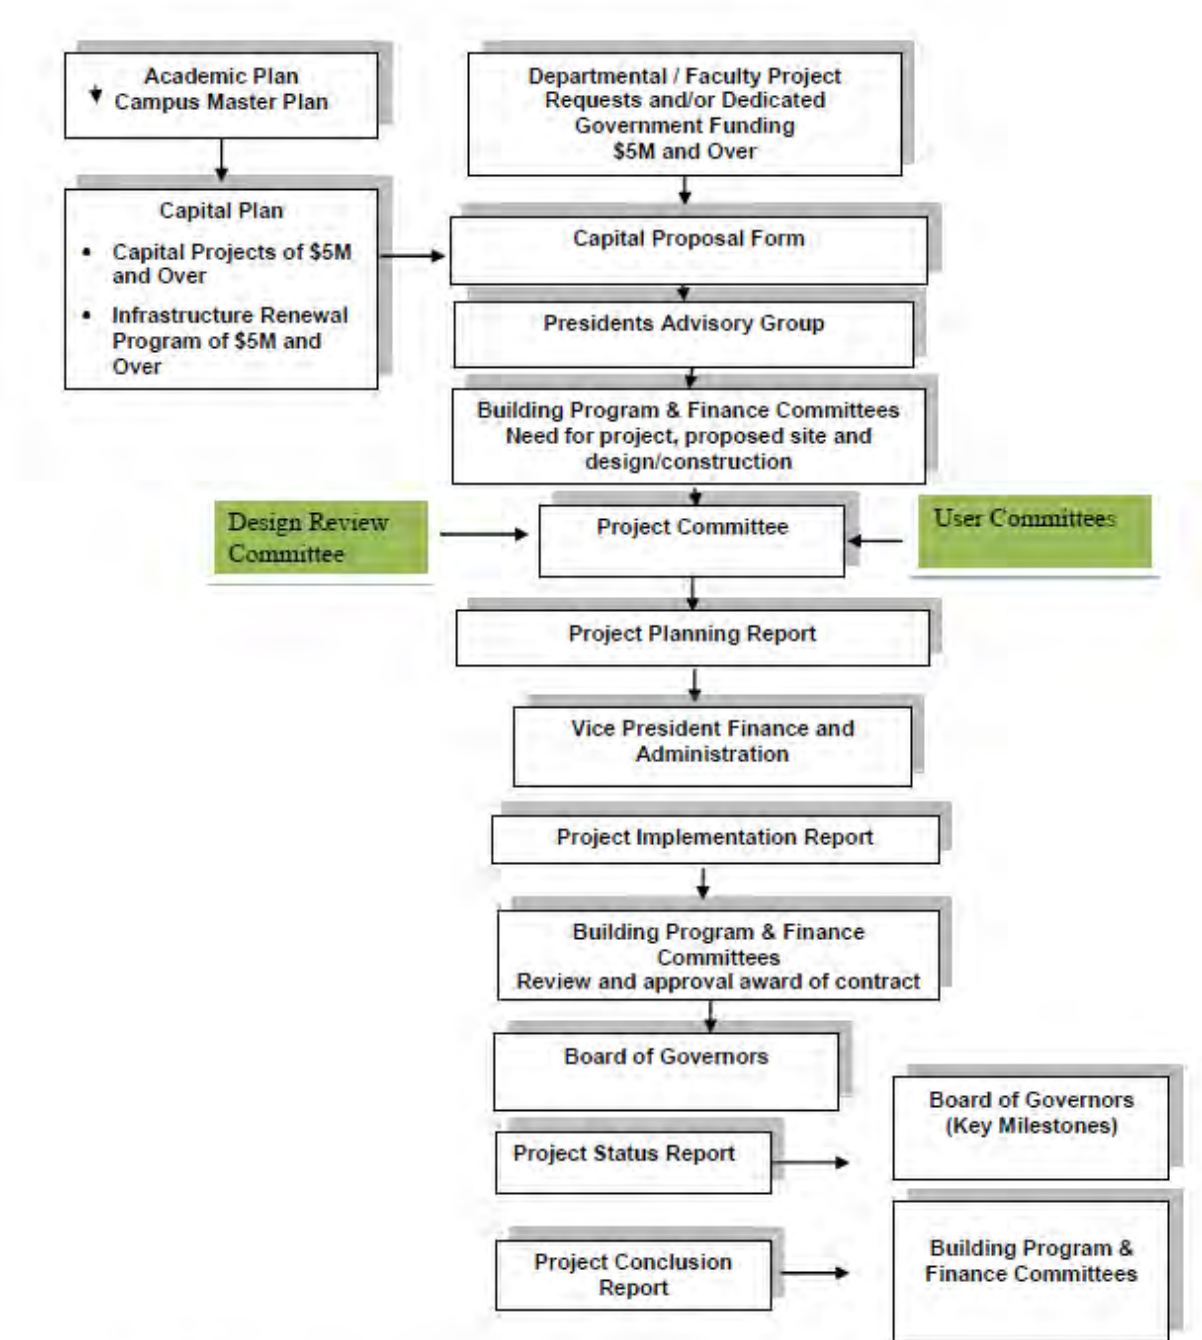 Academic Plan
Campus Master Plan
Departmental / Faculty Project
Requests and/or Dedicated
Government Funding
$5M and Over
Capital Plan
• Capital Projects of $5M
and Over
• Infrastructure Renewal
Program of $5M and
Over
Capital Proposal Form
Presidents Advisory Group
Building Program & Finance Committees
Need for project, proposed site and
design/construction
Design Review
Committee
Project Committee
User Committees
Project Planning Report
Vice President Finance and
Administration
Project Implementation Report
Building Program & Finance
Committees
Review and approval award of contract
Board of Governors
Board of Governors
(Key Milestones)
Project Status Report
Project Conclusion
Report
Building Program &
Finance Committees